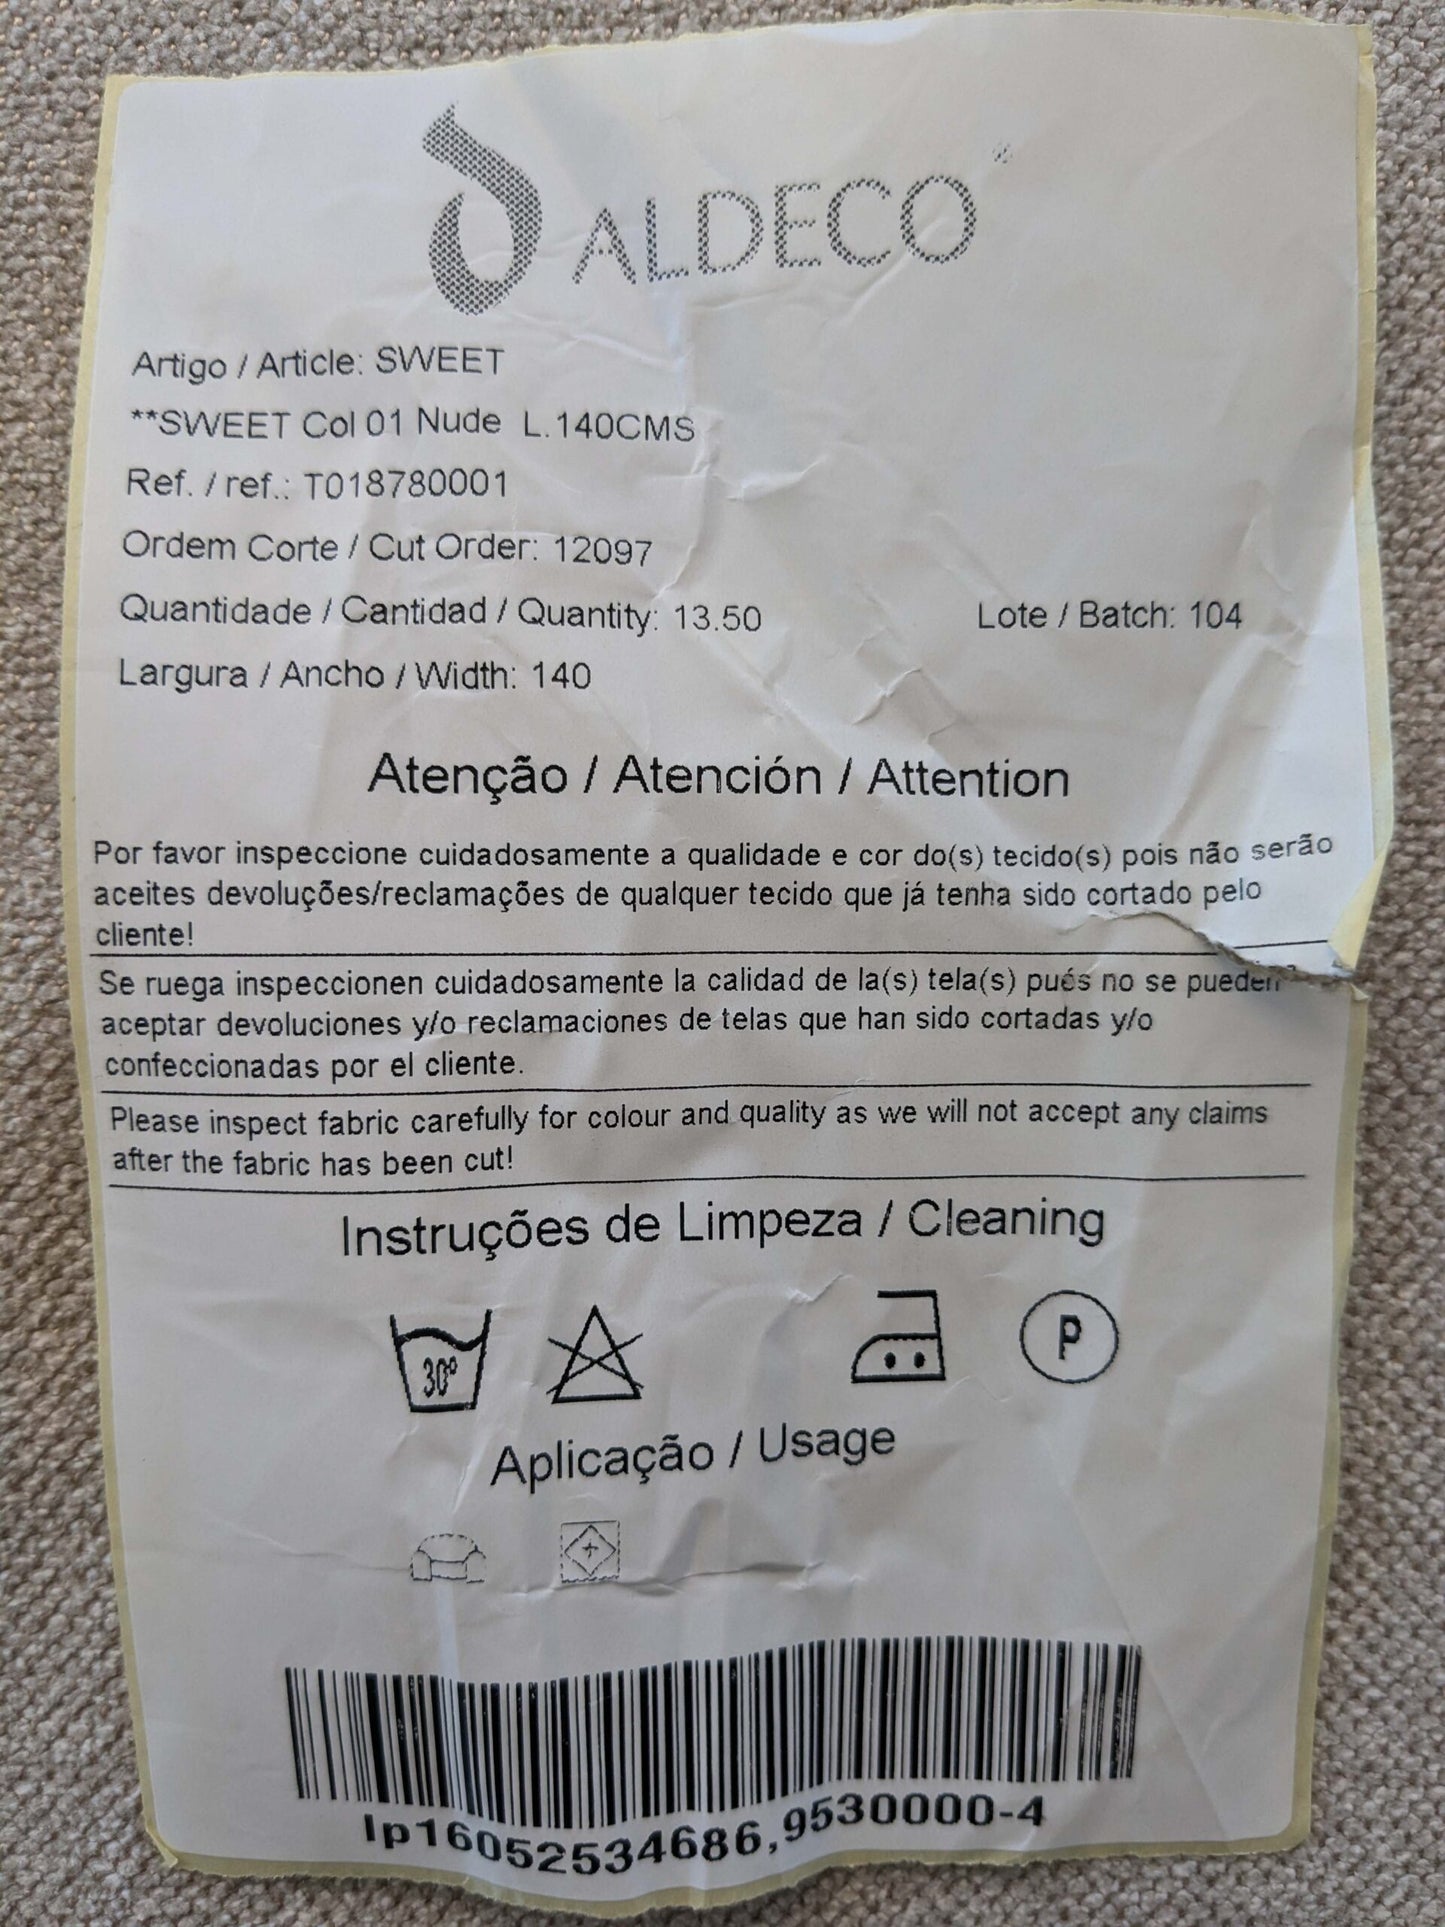 ALDECO
Artigo / Article: SWEET
**SWEET Col 01 Nude L.140CMS
Ref. / ref.: T018780001
Ordem Corte / Cut Order: 12097
Quantidade / Cantidad / Quantity: 13.50 Lote / Batch: 104
Largura / Ancho / Width: 140
Atenção / Atención / Attention
Por favor inspeccione cuidadosamente a qualidade e cor do(s) tecido(s) pois não serão
aceites devoluções/reclamações de qualquer tecido que já tenha sido cortado pelo
cliente!
Se ruega inspeccionen cuidadosamente la calidad de la(s) tela(s) pués no se pueden
aceptar devoluciones y/o reclamaciones de telas que han sido cortadas y/o
confeccionadas por el cliente.
Please inspect fabric carefully for colour and quality as we will not accept any claims
after the fabric has been cut!
Instruções de Limpeza / Cleaning
30° P
Aplicação / Usage
lp16052534686,9530000-4